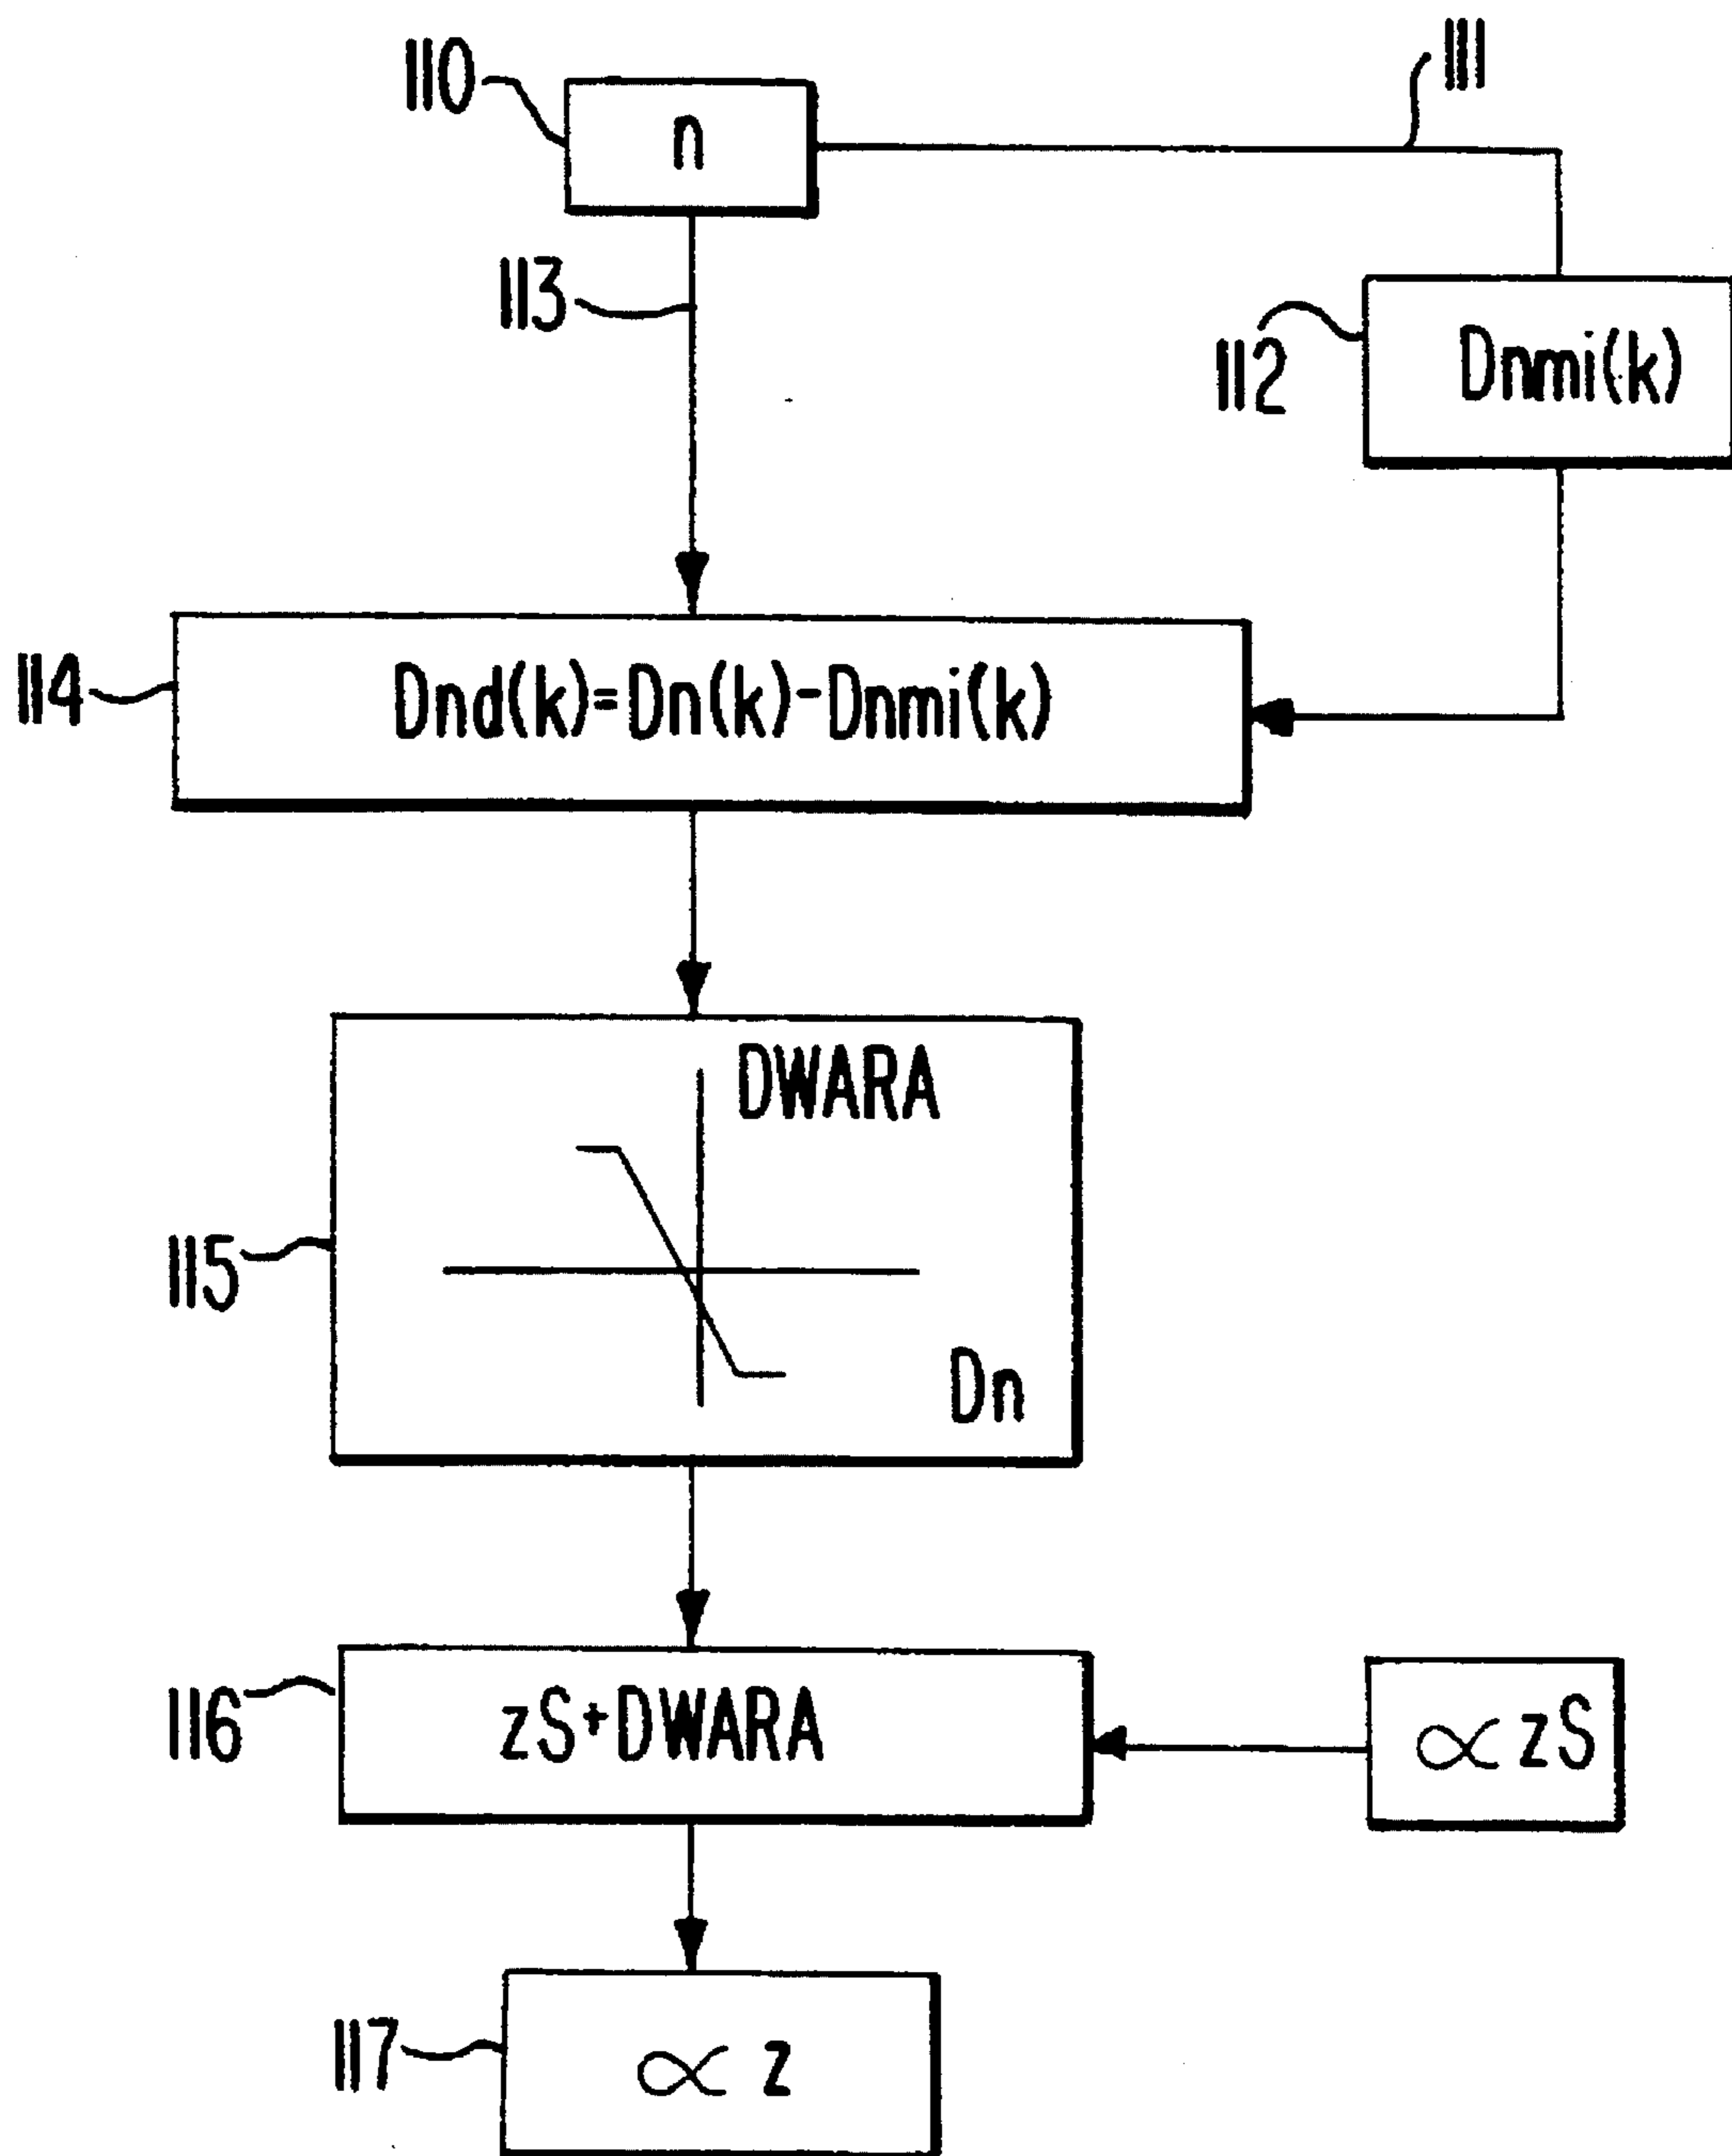 110
n
111
113
112
Dnmi(k)
114
Dnd(k)=Dn(k)-Dnmi(k)
DWARA
115
Dn
116
zS+DWARA
∝ zS
117
∝ z